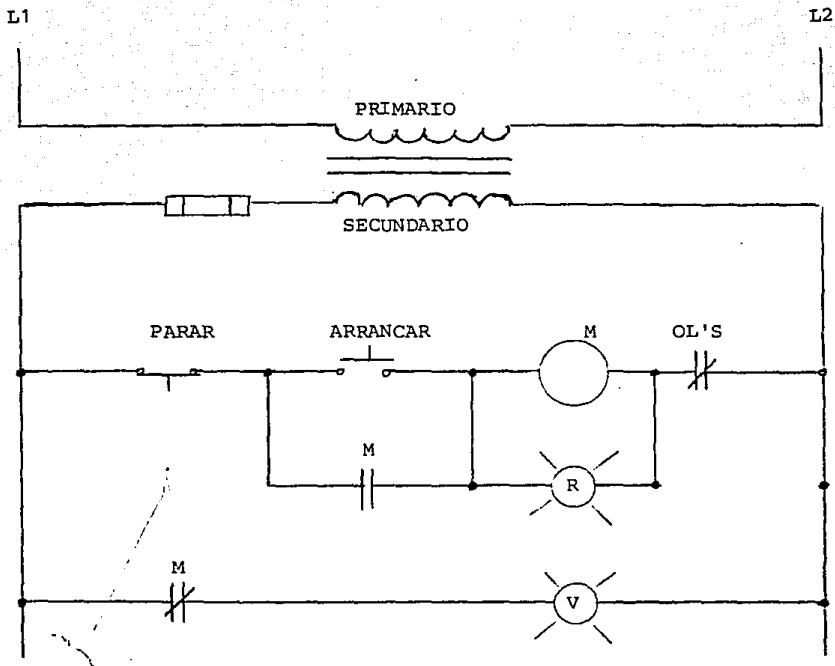 L1 L2
PRIMARIO
SECUNDARIO
PARAR ARRANCAR M OL'S
M
R
M
V